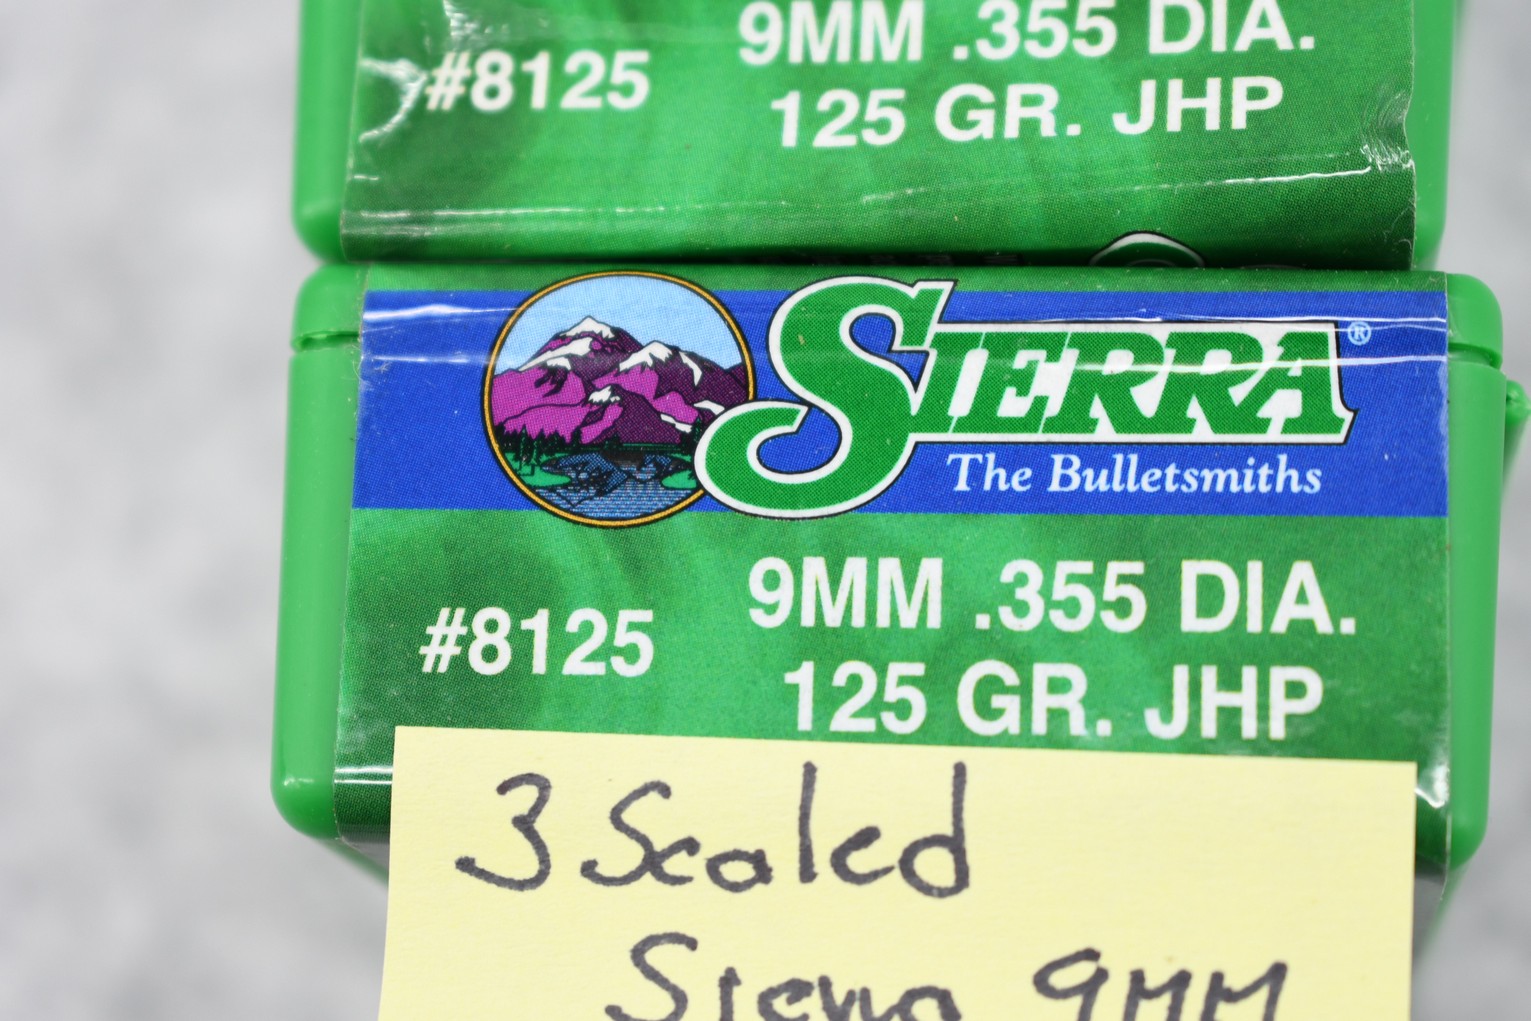 9MM .355 DIA.
#8125
125 GR. JHP
SIERRA®
The Bulletsmiths
9MM .355 DIA.
#8125
125 GR. JHP
3 Sealed
Sierra 9MM